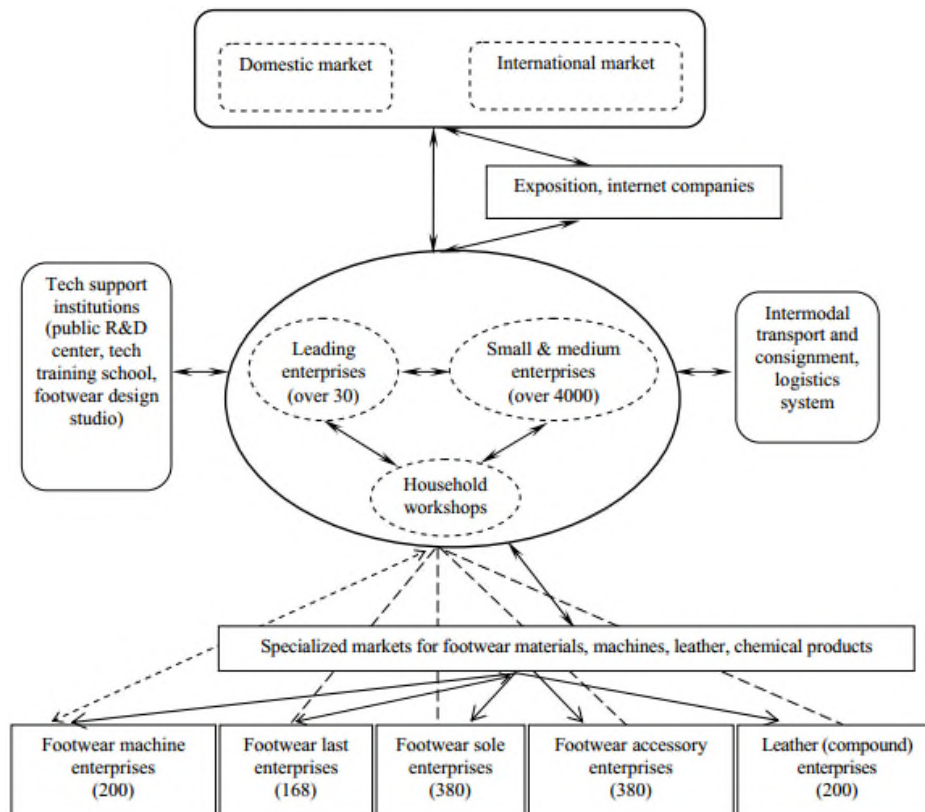 Domestic market
International market
Exposition, internet companies
Tech support
institutions
(public R&D
center, tech
training school,
footwear design
studio)
Leading
enterprises
(over 30)
Small & medium
enterprises
(over 4000)
Household
workshops
Intermodal
transport and
consignment,
logistics
system
Specialized markets for footwear materials, machines, leather, chemical products
Footwear machine
enterprises
(200)
Footwear last
enterprises
(168)
Footwear sole
enterprises
(380)
Footwear accessory
enterprises
(380)
Leather (compound)
enterprises
(200)